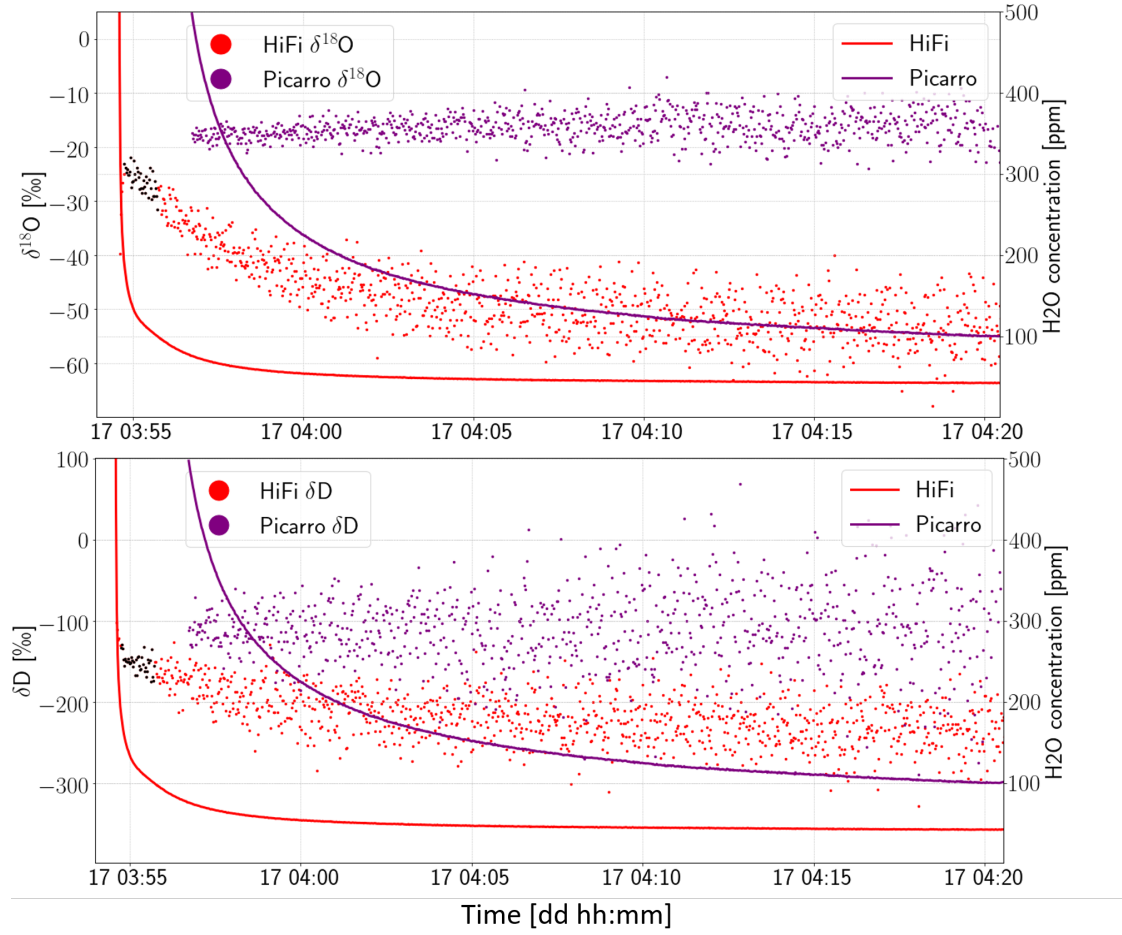 HiFi δ¹⁸O
Picarro δ¹⁸O
HiFi
Picarro
0
−10
−20
−30
−40
−50
−60
δ¹⁸O [‰]
500
400
300
200
100
H2O concentration [ppm]
17 03:55 17 04:00 17 04:05 17 04:10 17 04:15 17 04:20
HiFi δD
Picarro δD
HiFi
Picarro
100
0
−100
−200
−300
δD [‰]
500
400
300
200
100
H2O concentration [ppm]
17 03:55 17 04:00 17 04:05 17 04:10 17 04:15 17 04:20
Time [dd hh:mm]